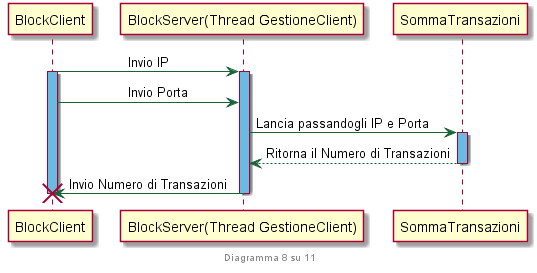 BlockClient
BlockServer(Thread GestioneClient)
SommaTransazioni
Invio IP
Invio Porta
Lancia passandogli IP e Porta
Ritorna il Numero di Transazioni
Invio Numero di Transazioni
BlockClient
BlockServer(Thread GestioneClient)
SommaTransazioni
Diagramma 8 su 11